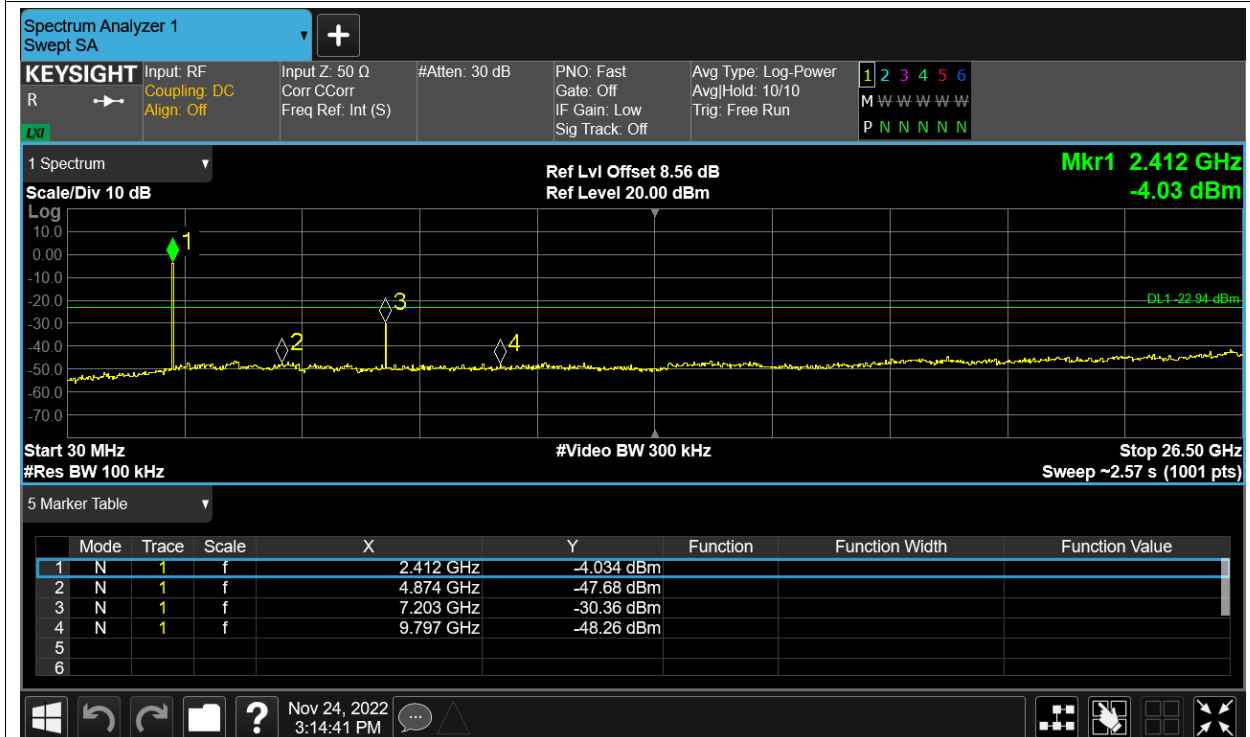 Spectrum Analyzer 1
Swept SA
+
KEYSIGHT
R
LXI
Input: RF
Coupling: DC
Align: Off
Input Z: 50 Ω
Corr CCorr
Freq Ref: Int (S)
#Atten: 30 dB
PNO: Fast
Gate: Off
IF Gain: Low
Sig Track: Off
Avg Type: Log-Power
Avg|Hold: 10/10
Trig: Free Run
1 2 3 4 5 6
M W W W W W
P N N N N N
1 Spectrum
Scale/Div 10 dB
Ref Lvl Offset 8.56 dB
Ref Level 20.00 dBm
Mkr1 2.412 GHz
-4.03 dBm
Log
10.0
0.00
-10.0
-20.0
-30.0
-40.0
-50.0
-60.0
-70.0
1
2
3
4
DL1 -22.94 dBm
Start 30 MHz
#Video BW 300 kHz
Stop 26.50 GHz
#Res BW 100 kHz
Sweep ~2.57 s (1001 pts)
5 Marker Table
Mode Trace Scale X Y Function Function Width Function Value
1 N 1 f 2.412 GHz -4.034 dBm
2 N 1 f 4.874 GHz -47.68 dBm
3 N 1 f 7.203 GHz -30.36 dBm
4 N 1 f 9.797 GHz -48.26 dBm
5
6
?
Nov 24, 2022
3:14:41 PM